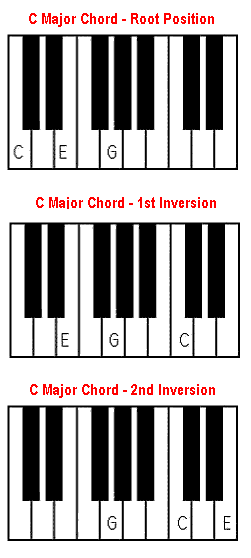 C Major Chord - Root Position
C E G
C Major Chord - 1st Inversion
E G C
C Major Chord - 2nd Inversion
G C E